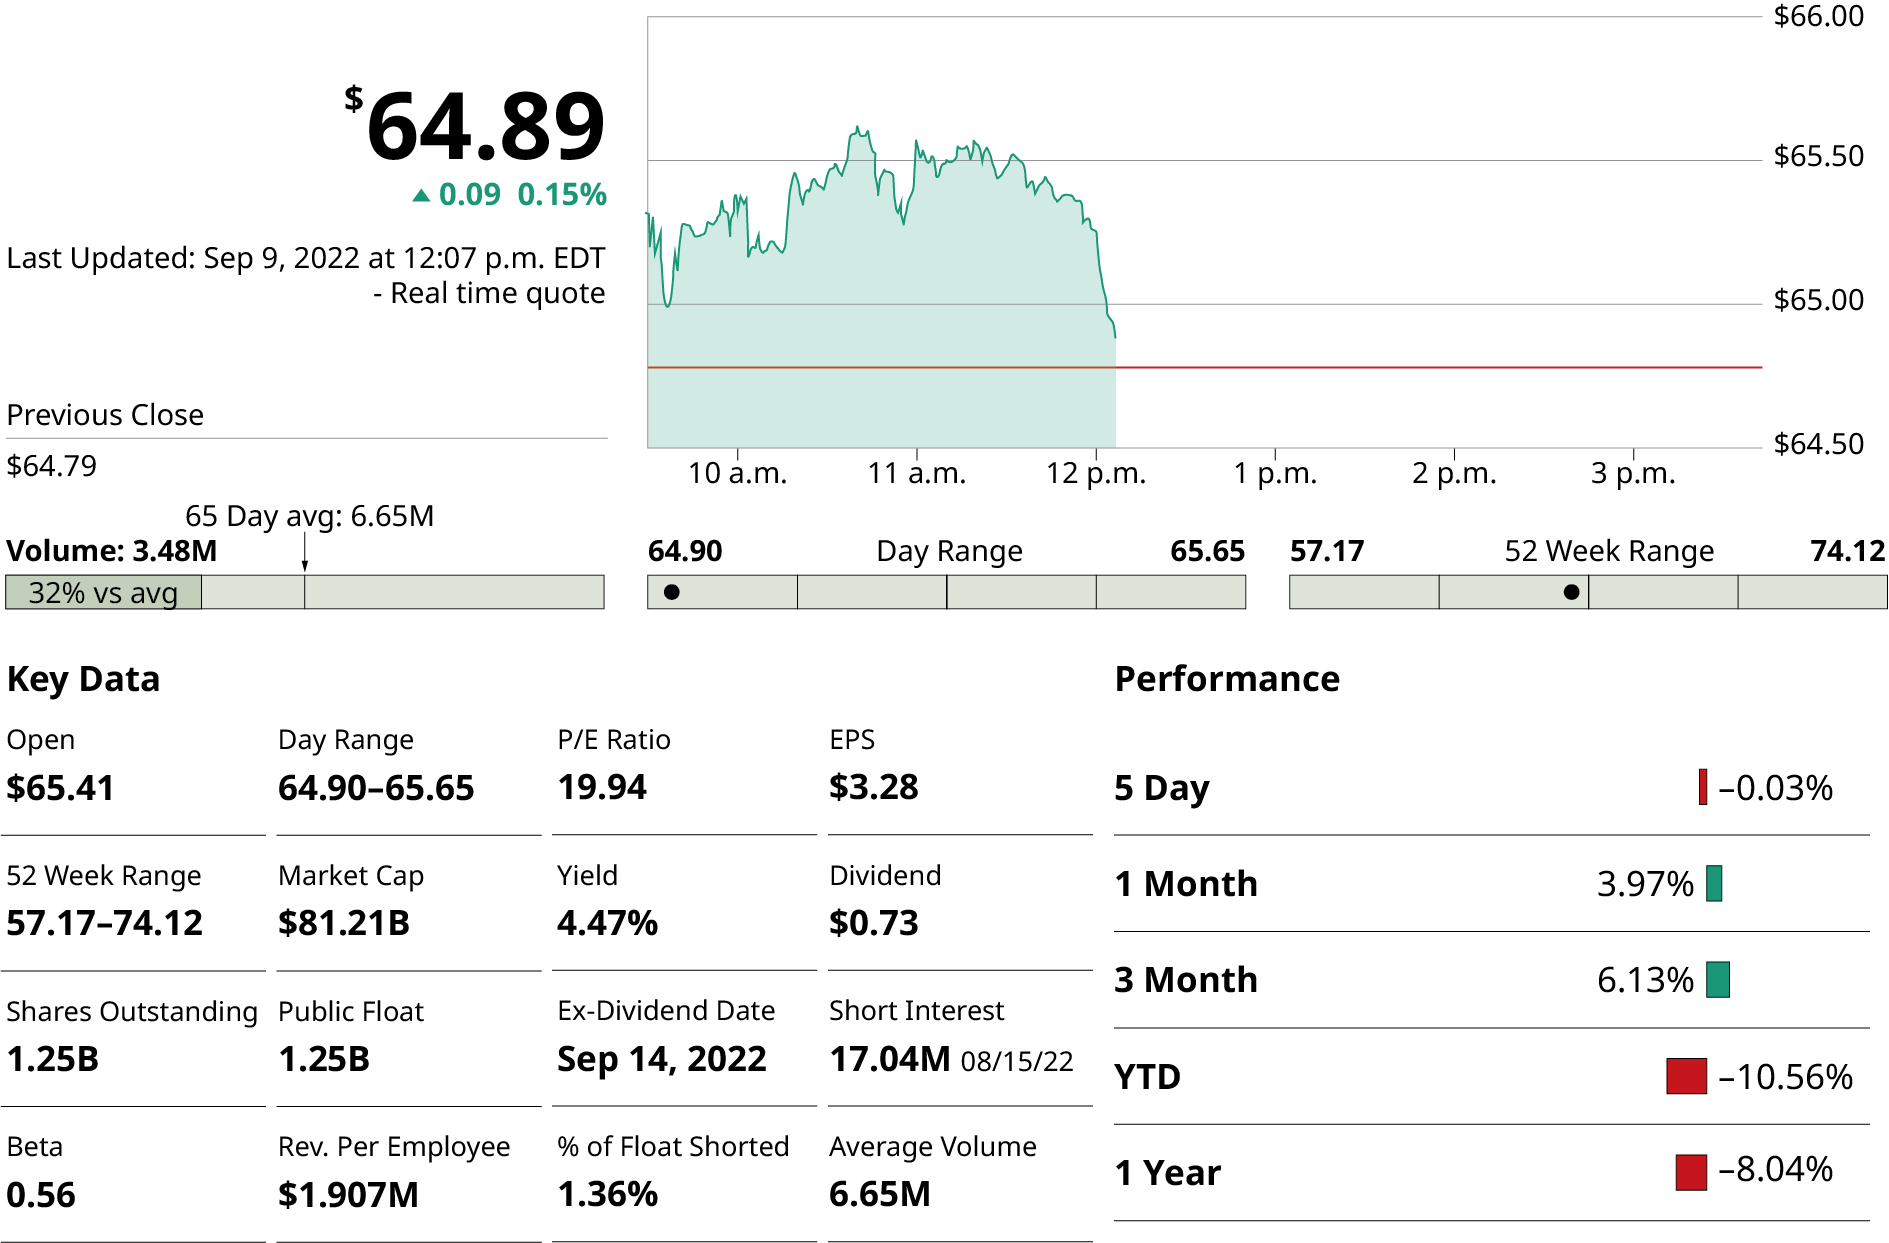 $64.89
▲ 0.09 0.15%
Last Updated: Sep 9, 2022 at 12:07 p.m. EDT
- Real time quote
Previous Close
$64.79
$66.00
$65.50
$65.00
$64.50
10 a.m. 11 a.m. 12 p.m. 1 p.m. 2 p.m. 3 p.m.
65 Day avg: 6.65M
Volume: 3.48M
32% vs avg
64.90 Day Range 65.65
57.17 52 Week Range 74.12
Key Data
Open Day Range P/E Ratio EPS
$65.41 64.90–65.65 19.94 $3.28
52 Week Range Market Cap Yield Dividend
57.17–74.12 $81.21B 4.47% $0.73
Shares Outstanding Public Float Ex-Dividend Date Short Interest
1.25B 1.25B Sep 14, 2022 17.04M 08/15/22
Beta Rev. Per Employee % of Float Shorted Average Volume
0.56 $1.907M 1.36% 6.65M
Performance
5 Day –0.03%
1 Month 3.97%
3 Month 6.13%
YTD –10.56%
1 Year –8.04%